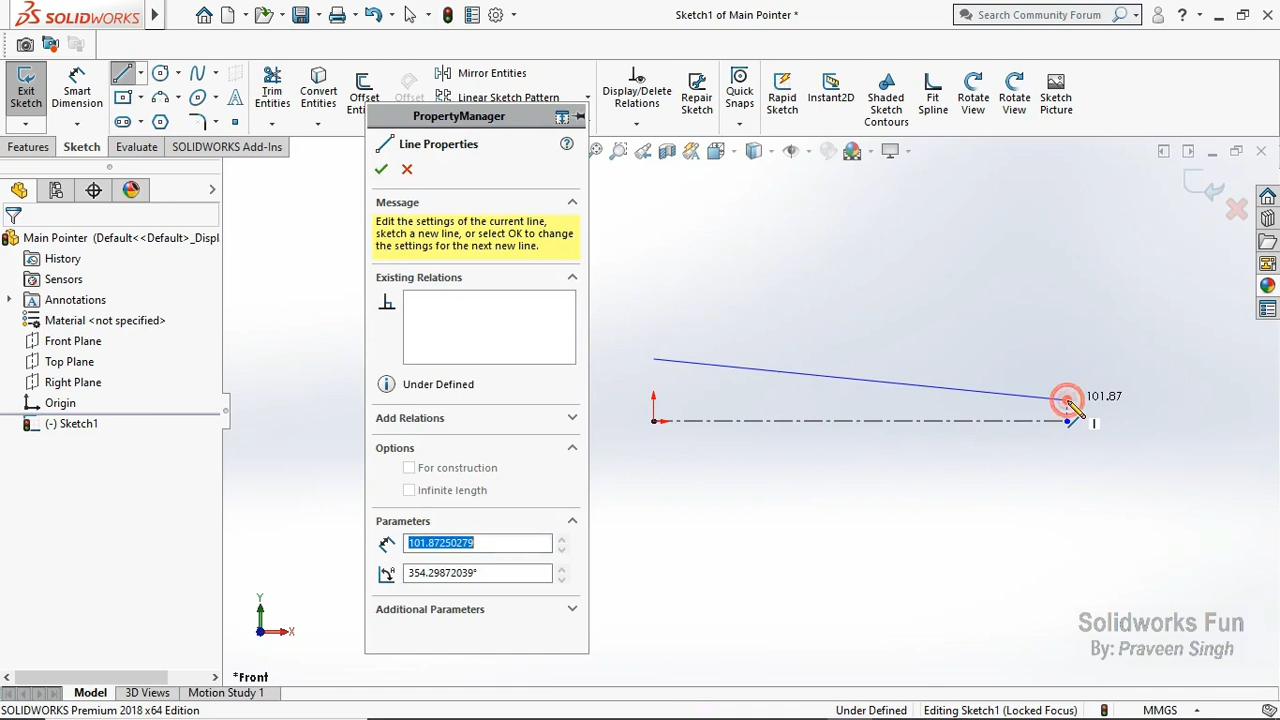 SOLIDWORKS
Sketch1 of Main Pointer *
Search Community Forum
Exit Sketch
Smart Dimension
Trim Entities
Convert Entities
Offset Entit
Offset
Mirror Entities
Linear Sketch Pattern
Display/Delete Relations
Repair Sketch
Quick Snaps
Rapid Sketch
Instant2D
Shaded Sketch Contours
Fit Spline
Rotate View
Rotate View
Sketch Picture
Features
Sketch
Evaluate
SOLIDWORKS Add-Ins
Main Pointer (Default<<Default>_Displ
History
Sensors
Annotations
Material <not specified>
Front Plane
Top Plane
Right Plane
Origin
(-) Sketch1
PropertyManager
Line Properties
Message
Edit the settings of the current line,
sketch a new line, or select OK to change
the settings for the next new line.
Existing Relations
Under Defined
Add Relations
Options
For construction
Infinite length
Parameters
101.87250279
354.29872039°
Additional Parameters
101.87
Y
X
*Front
Solidworks Fun
By: Praveen Singh
Model
3D Views
Motion Study 1
SOLIDWORKS Premium 2018 x64 Edition
Under Defined
Editing Sketch1 (Locked Focus)
MMGS